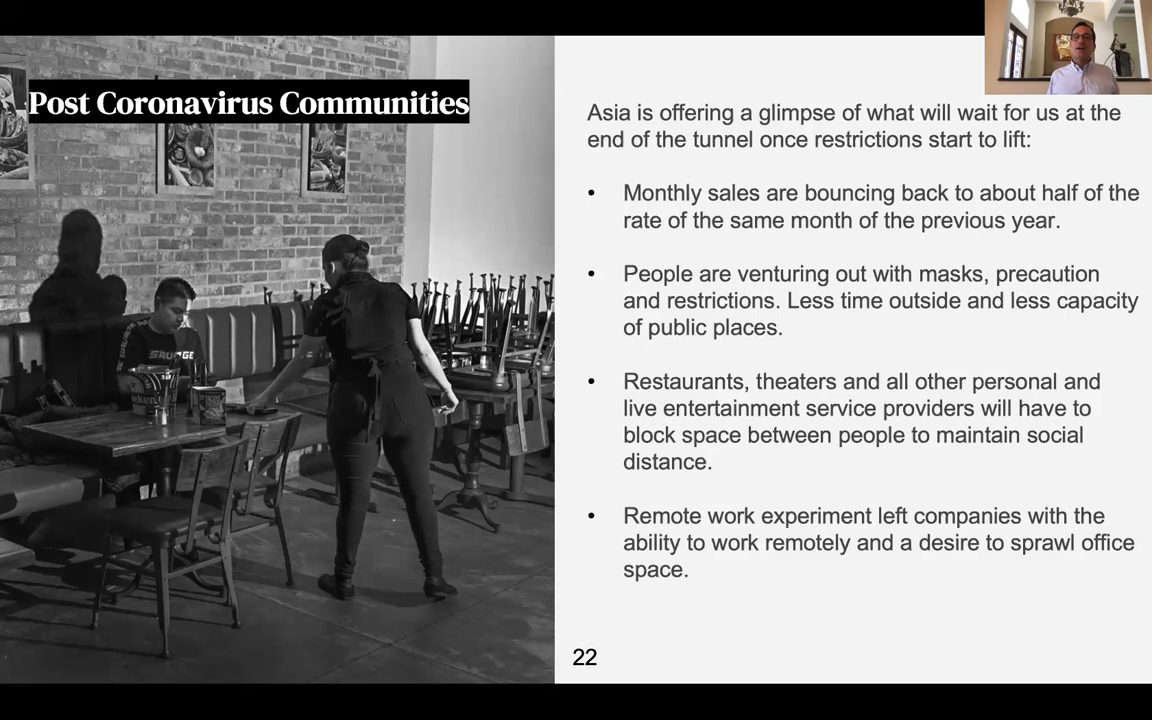 Post Coronavirus Communities
Asia is offering a glimpse of what will wait for us at the
end of the tunnel once restrictions start to lift:
• Monthly sales are bouncing back to about half of the
rate of the same month of the previous year.
• People are venturing out with masks, precaution
and restrictions. Less time outside and less capacity
of public places.
• Restaurants, theaters and all other personal and
live entertainment service providers will have to
block space between people to maintain social
distance.
• Remote work experiment left companies with the
ability to work remotely and a desire to sprawl office
space.
22